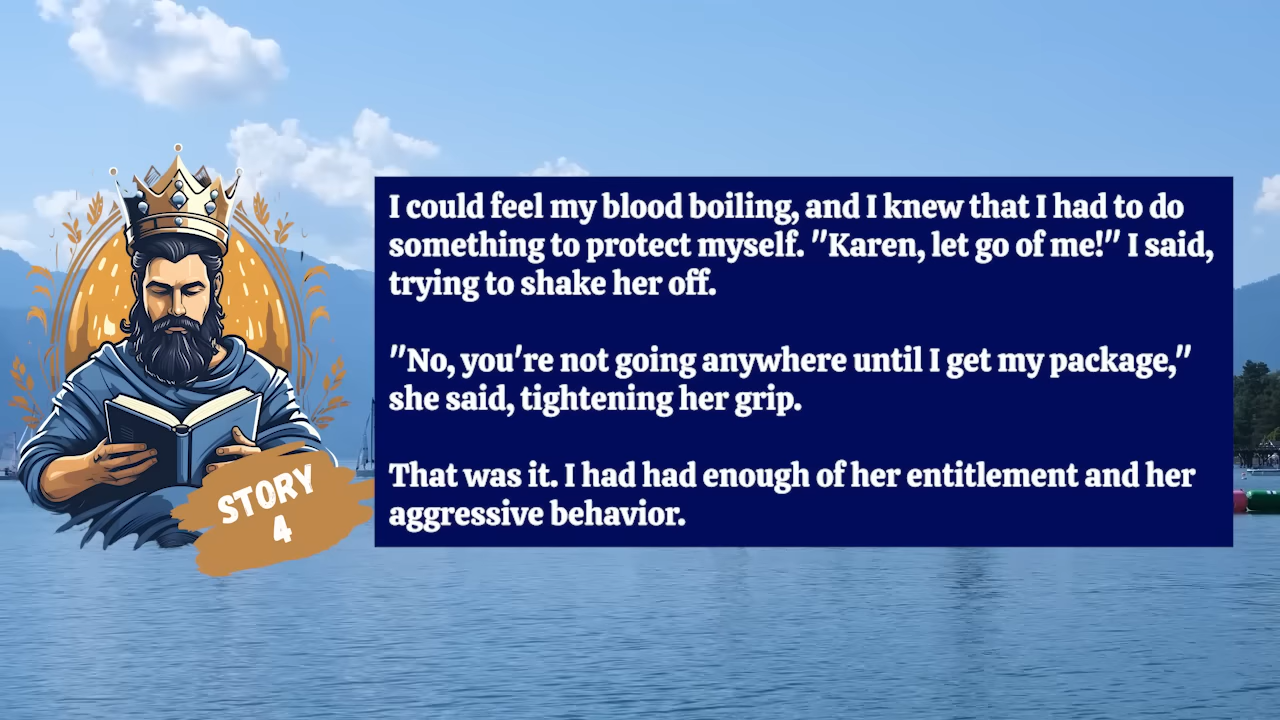 I could feel my blood boiling, and I knew that I had to do
something to protect myself. "Karen, let go of me!" I said,
trying to shake her off.
"No, you're not going anywhere until I get my package,"
she said, tightening her grip.
That was it. I had had enough of her entitlement and her
aggressive behavior.
STORY
4